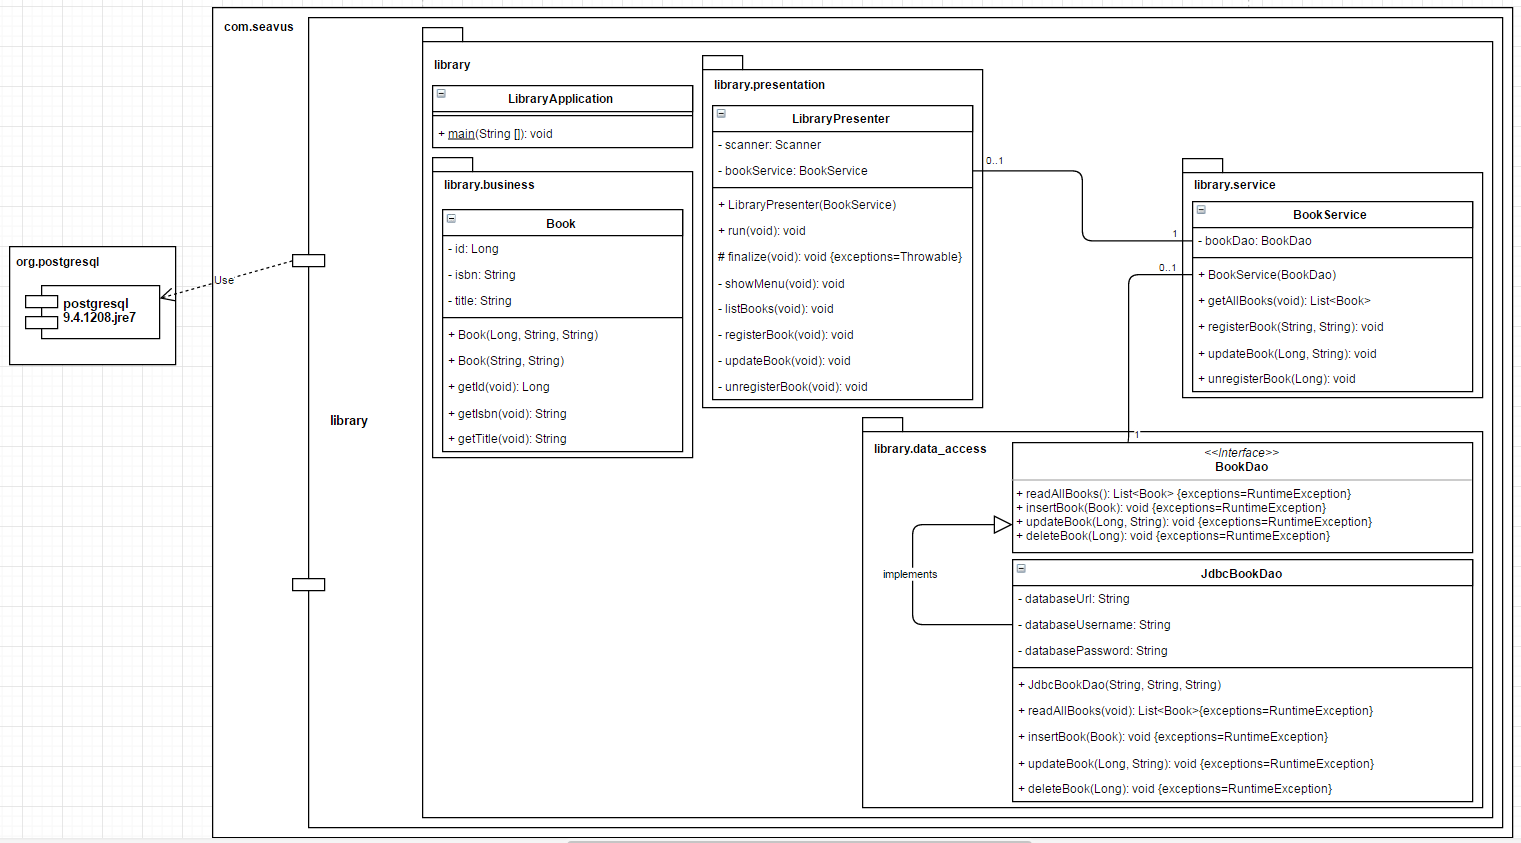 com.seavus
org.postgresql
postgresql
9.4.1208.jre7
Use
library
library
LibraryApplication
+ main(String []): void
library.business
Book
- id: Long
- isbn: String
- title: String
+ Book(Long, String, String)
+ Book(String, String)
+ getId(void): Long
+ getIsbn(void): String
+ getTitle(void): String
library.presentation
LibraryPresenter
- scanner: Scanner
- bookService: BookService
+ LibraryPresenter(BookService)
+ run(void): void
# finalize(void): void {exceptions=Throwable}
- showMenu(void): void
- listBooks(void): void
- registerBook(void): void
- updateBook(void): void
- unregisterBook(void): void
0..1
1
library.service
BookService
- bookDao: BookDao
+ BookService(BookDao)
+ getAllBooks(void): List<Book>
+ registerBook(String, String): void
+ updateBook(Long, String): void
+ unregisterBook(Long): void
0..1
1
library.data_access
<<Interface>>
BookDao
+ readAllBooks(): List<Book> {exceptions=RuntimeException}
+ insertBook(Book): void {exceptions=RuntimeException}
+ updateBook(Long, String): void {exceptions=RuntimeException}
+ deleteBook(Long): void {exceptions=RuntimeException}
implements
JdbcBookDao
- databaseUrl: String
- databaseUsername: String
- databasePassword: String
+ JdbcBookDao(String, String, String)
+ readAllBooks(void): List<Book>{exceptions=RuntimeException}
+ insertBook(Book): void {exceptions=RuntimeException}
+ updateBook(Long, String): void {exceptions=RuntimeException}
+ deleteBook(Long): void {exceptions=RuntimeException}